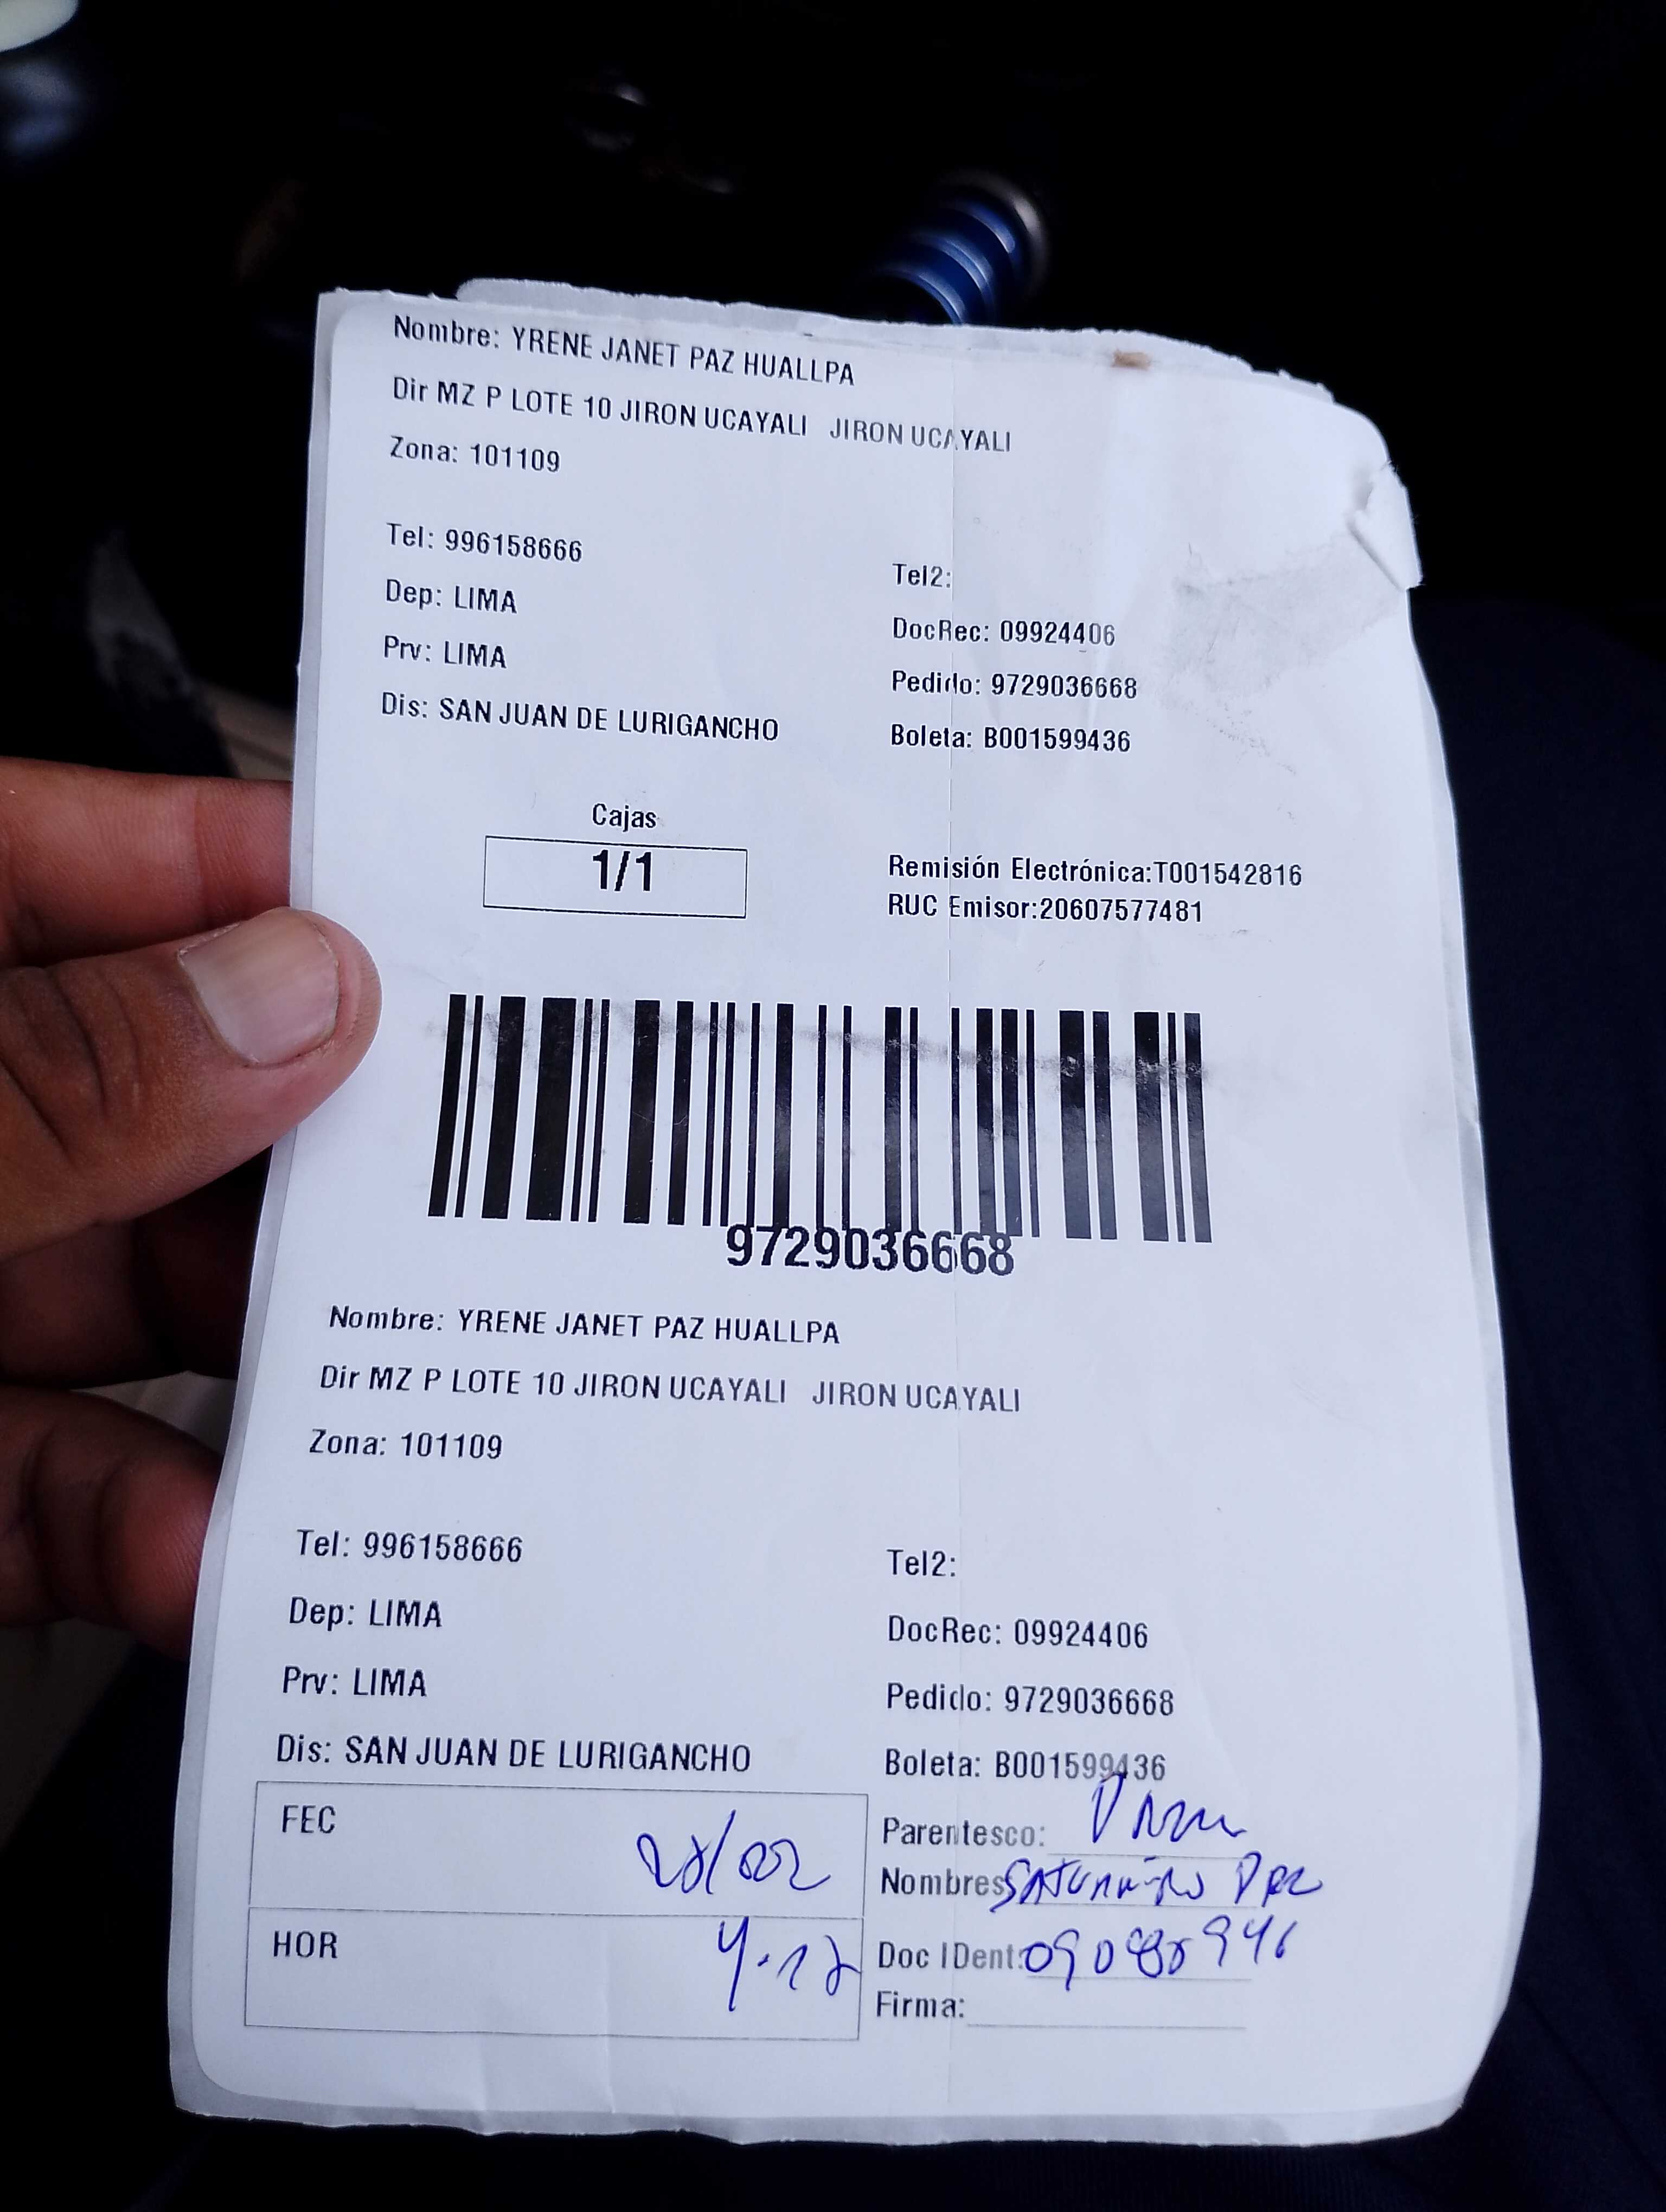 Nombre: YRENE JANET PAZ HUALLPA
Dir MZ P LOTE 10 JIRON UCAYALI JIRON UCAYALI
Zona: 101109
Tel: 996158666
Tel2:
Dep: LIMA
DocRec: 09924406
Prv: LIMA
Pedido: 9729036668
Dis: SAN JUAN DE LURIGANCHO
Boleta: B001599436
Cajas
1/1
Remisión Electrónica:T001542816
RUC Emisor:20607577481
9729036668
Nombre: YRENE JANET PAZ HUALLPA
Dir MZ P LOTE 10 JIRON UCAYALI JIRON UCAYALI
Zona: 101109
Tel: 996158666
Tel2:
Dep: LIMA
DocRec: 09924406
Prv: LIMA
Pedido: 9729036668
Dis: SAN JUAN DE LURIGANCHO
Boleta: B001599436
FEC
Parentesco:
Nombres
HOR
Doc IDent:
Firma: